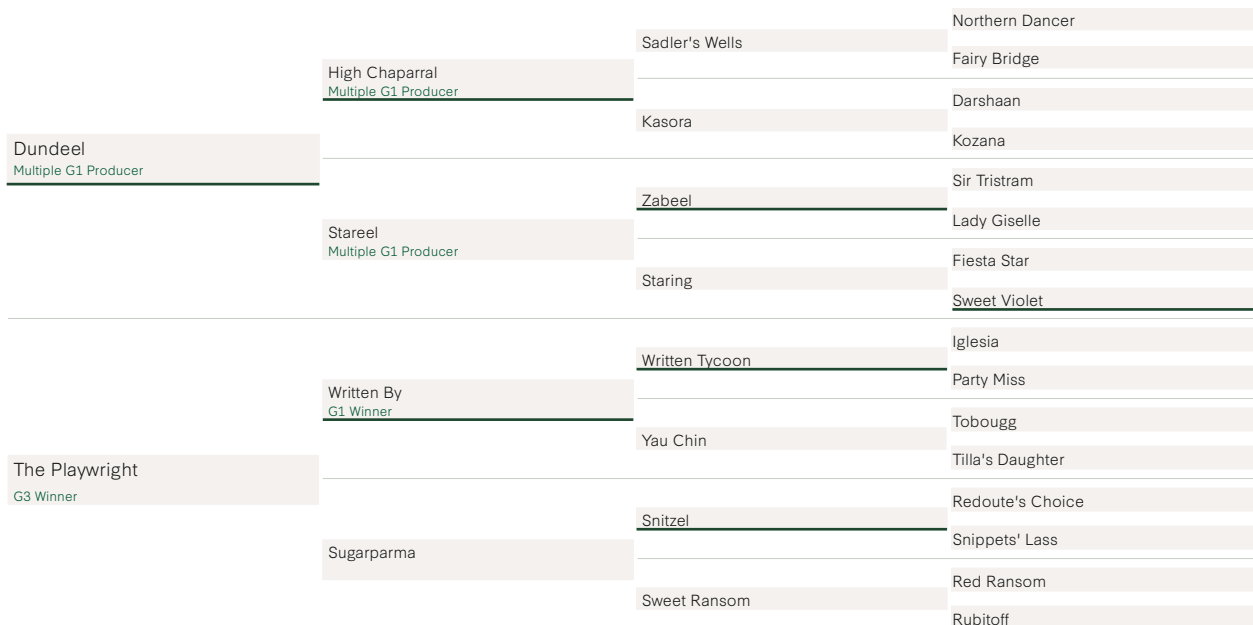 Northern Dancer
Sadler's Wells
Fairy Bridge
High Chaparral
Multiple G1 Producer
Darshaan
Kasora
Kozana
Dundeel
Multiple G1 Producer
Sir Tristram
Zabeel
Lady Giselle
Stareel
Multiple G1 Producer
Fiesta Star
Staring
Sweet Violet
Iglesia
Written Tycoon
Party Miss
Written By
G1 Winner
Tobougg
Yau Chin
Tilla's Daughter
The Playwright
G3 Winner
Redoute's Choice
Snitzel
Snippets' Lass
Sugarparma
Red Ransom
Sweet Ransom
Rubitoff